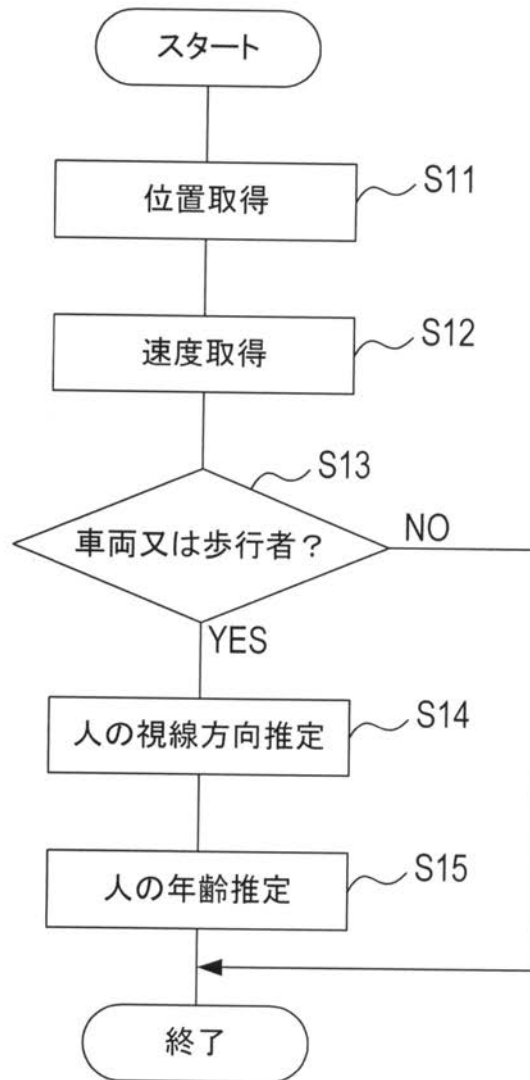 スタート
位置取得
S11
速度取得
S12
S13
車両又は歩行者？
NO
YES
人の視線方向推定
S14
人の年齢推定
S15
終了